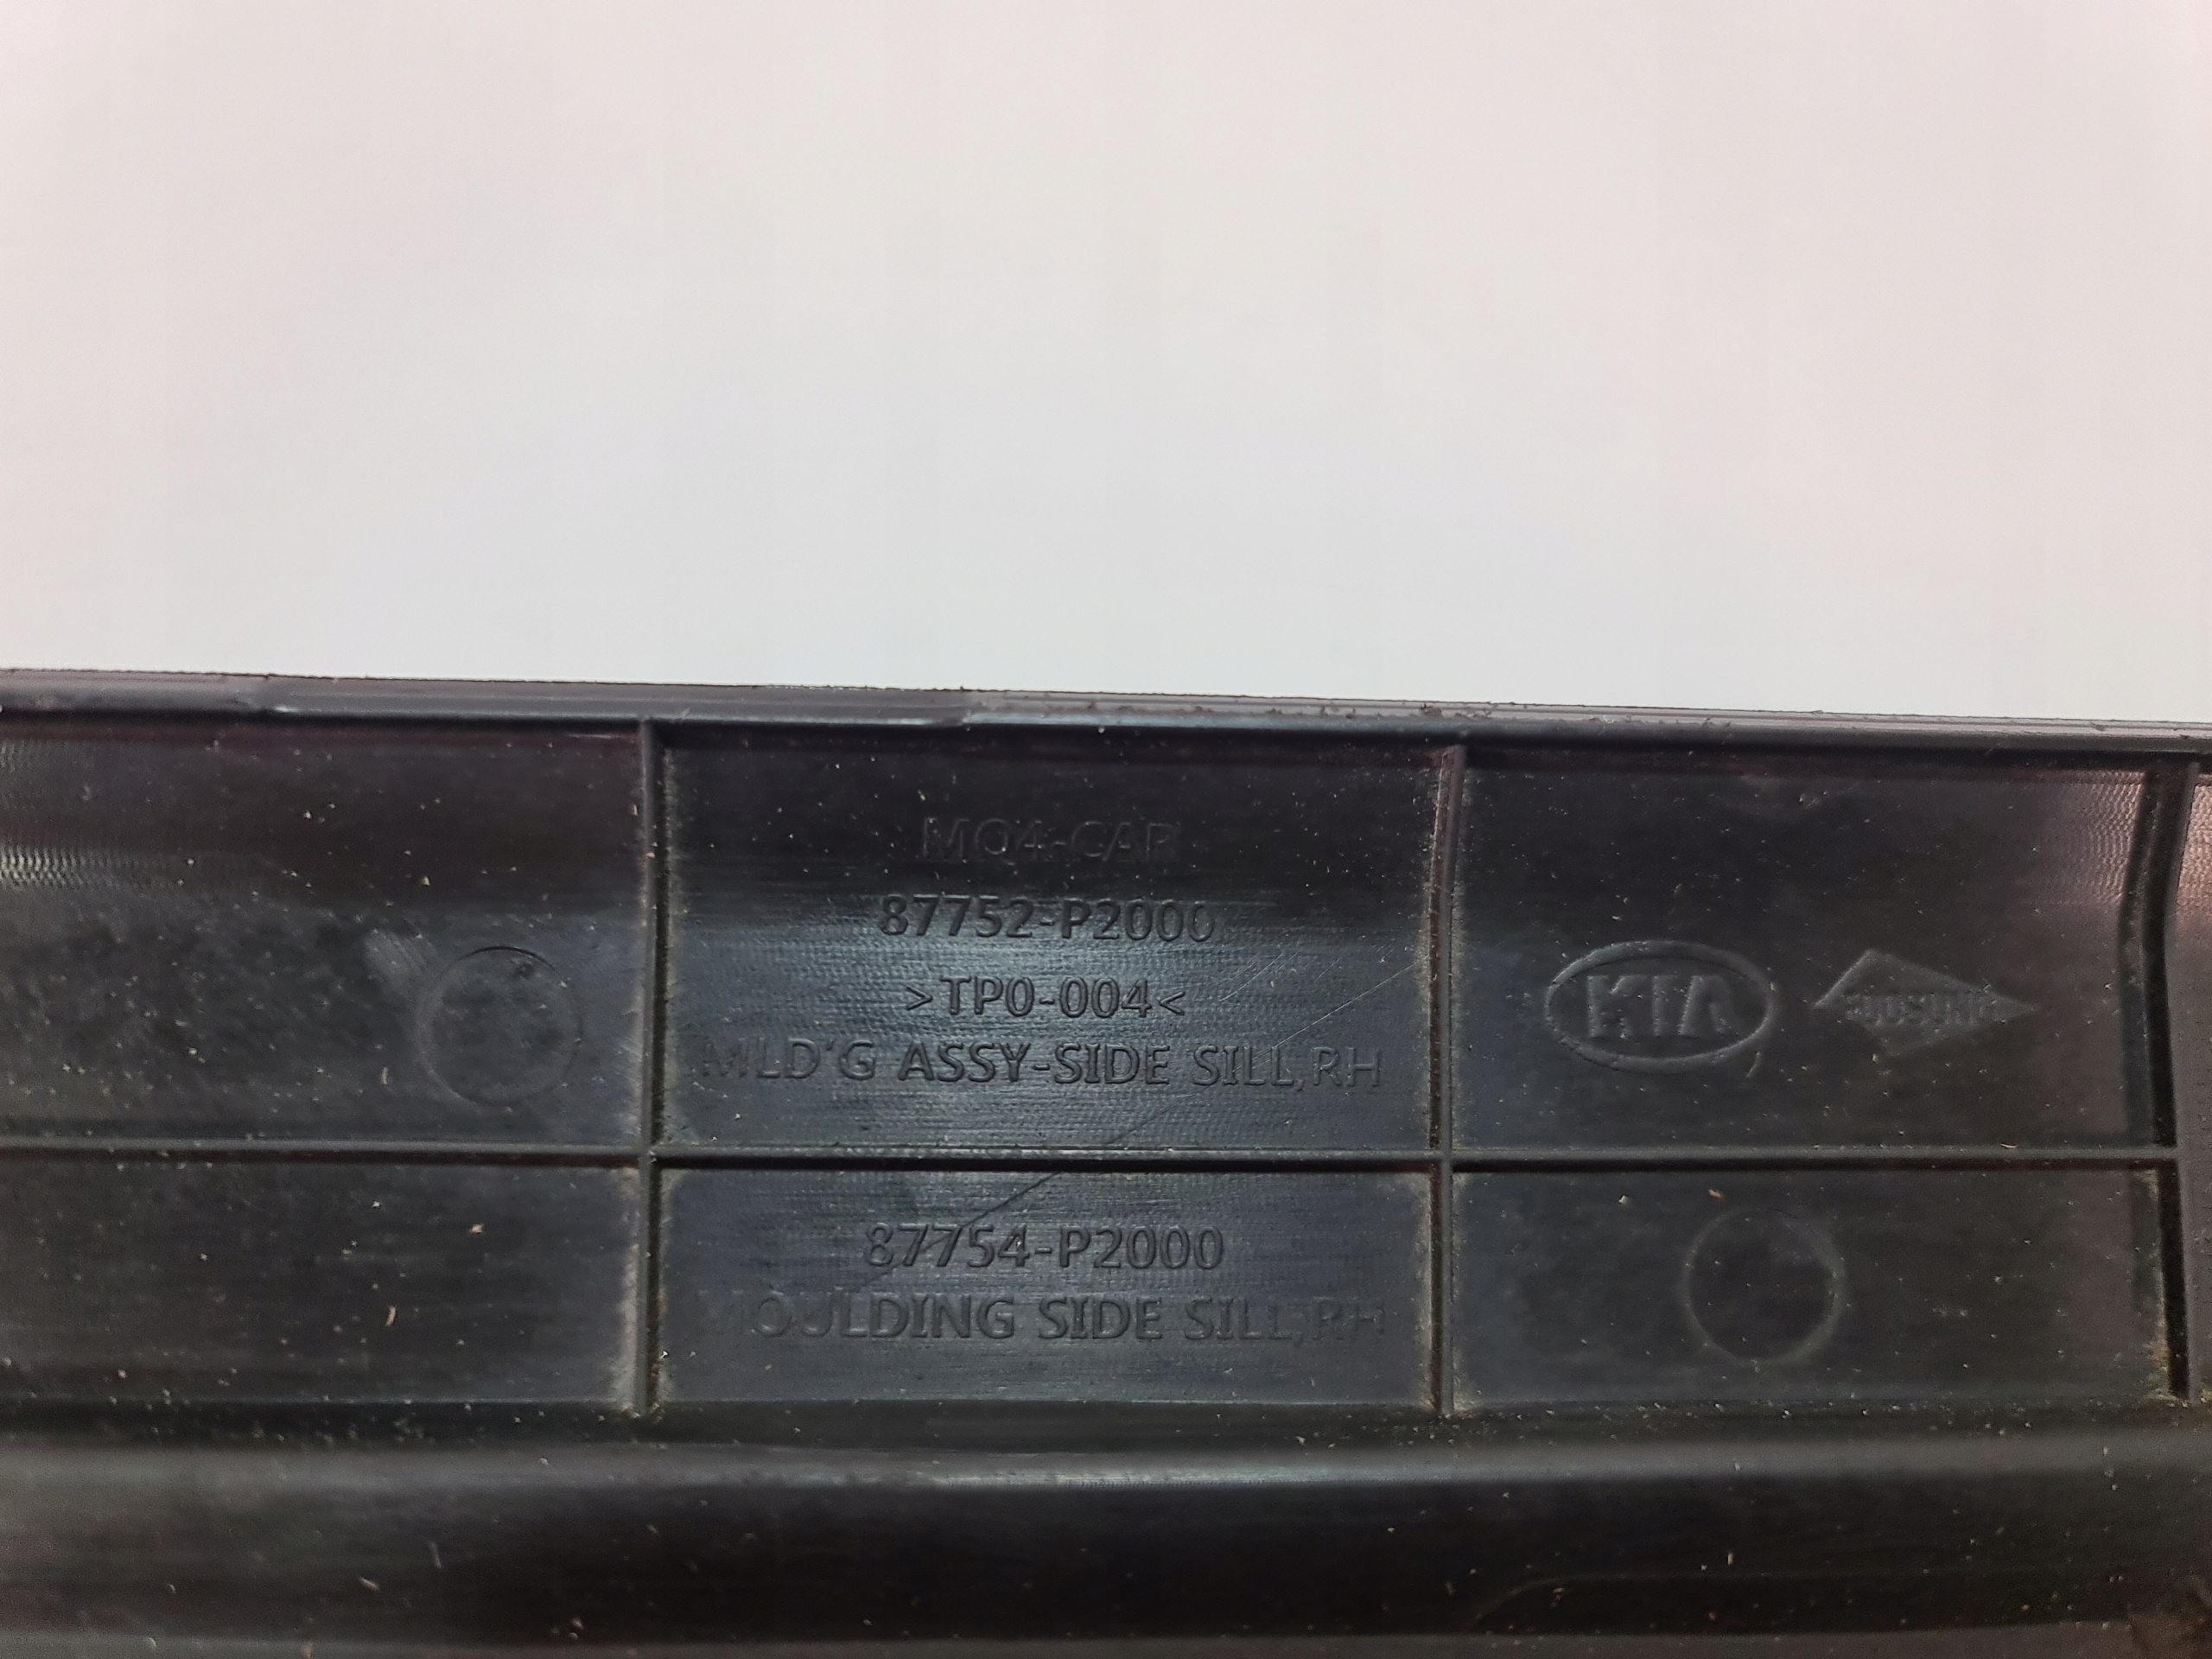 MQ4-CAR
87752-P2000
>TP0-004<
MLD'G ASSY-SIDE SILL,RH
KIA
87754-P2000
MOULDING SIDE SILL,RH